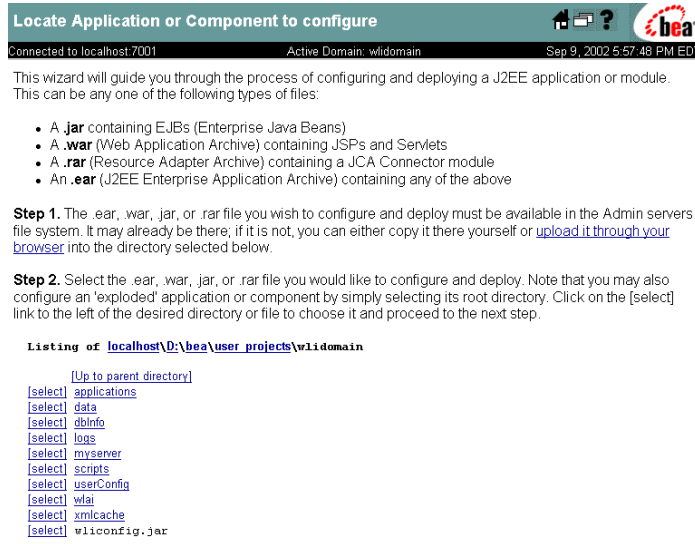 Locate Application or Component to configure
?
bea
Connected to localhost:7001 Active Domain: wlidomain Sep 9, 2002 5:57:48 PM ED
This wizard will guide you through the process of configuring and deploying a J2EE application or module.
This can be any one of the following types of files:
• A .jar containing EJBs (Enterprise Java Beans)
• A .war (Web Application Archive) containing JSPs and Servlets
• A .rar (Resource Adapter Archive) containing a JCA Connector module
• An .ear (J2EE Enterprise Application Archive) containing any of the above
Step 1. The .ear, .war, .jar, or .rar file you wish to configure and deploy must be available in the Admin servers
file system. It may already be there; if it is not, you can either copy it there yourself or upload it through your
browser into the directory selected below.
Step 2. Select the .ear, .war, .jar, or .rar file you would like to configure and deploy. Note that you may also
configure an 'exploded' application or component by simply selecting its root directory. Click on the [select]
link to the left of the desired directory or file to choose it and proceed to the next step.
Listing of localhost\D:\bea\user_projects\wlidomain
[Up to parent directory]
[select] applications
[select] data
[select] dbInfo
[select] logs
[select] myserver
[select] scripts
[select] userConfig
[select] wlai
[select] xmlcache
[select] wliconfig.jar